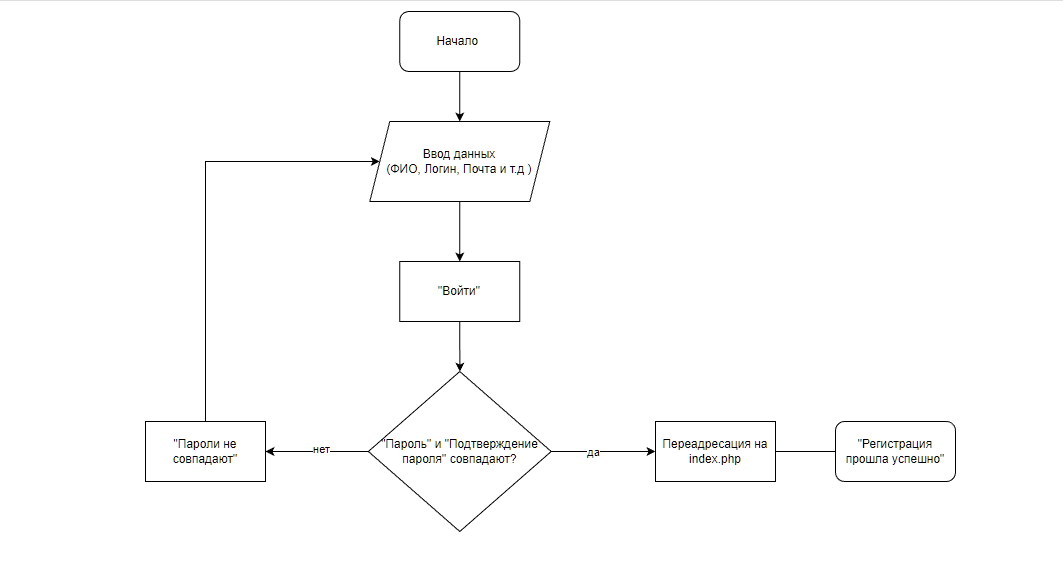 Начало
Ввод данных
(ФИО, Логин, Почта и т.д )
"Войти"
"Пароли не
совпадают"
нет
"Пароль" и "Подтверждение
пароля" совпадают?
да
Переадресация на
index.php
"Регистрация
прошла успешно"